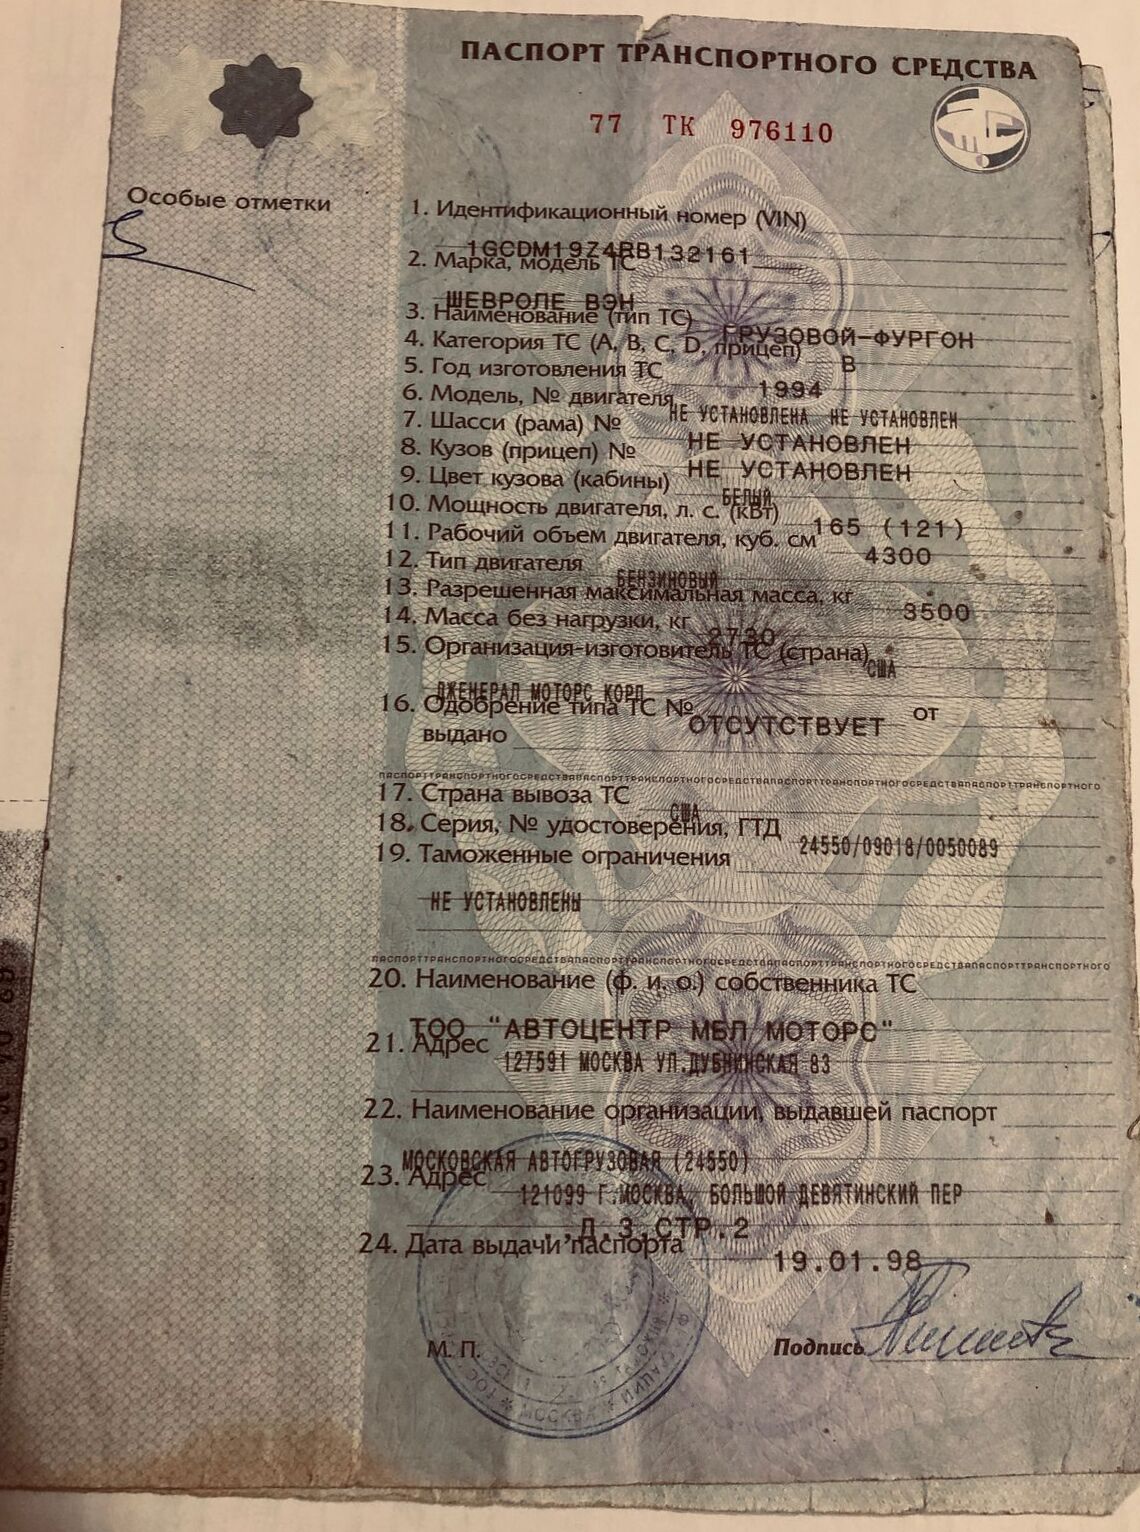 ПАСПОРТ ТРАНСПОРТНОГО СРЕДСТВА
77 ТК 976110
Особые отметки
1. Идентификационный номер (VIN)
1GCDM19Z4RB132161
2. Марка, модель ТС
ШЕВРОЛЕ ВЭН
3. Наименование (тип ТС) ГРУЗОВОЙ-ФУРГОН
4. Категория ТС (А, В, С, D, прицеп) В
5. Год изготовления ТС 1994
6. Модель, № двигателя НЕ УСТАНОВЛЕНА НЕ УСТАНОВЛЕН
7. Шасси (рама) № НЕ УСТАНОВЛЕН
8. Кузов (прицеп) № НЕ УСТАНОВЛЕН
9. Цвет кузова (кабины) БЕЛЫЙ
10. Мощность двигателя, л. с. (кВт) 165 (121)
11. Рабочий объем двигателя, куб. см 4300
12. Тип двигателя БЕНЗИНОВЫЙ
13. Разрешенная максимальная масса, кг 3500
14. Масса без нагрузки, кг 2730
15. Организация-изготовитель ТС (страна) США
ДЖЕНЕРАЛ МОТОРС КОРП
16. Одобрение типа ТС № ОТСУТСТВУЕТ от
выдано
17. Страна вывоза ТС США
18. Серия, № удостоверения, ГТД 24550/09018/0050089
19. Таможенные ограничения
НЕ УСТАНОВЛЕНЫ
20. Наименование (ф. и. о.) собственника ТС
ТОО "АВТОЦЕНТР МБЛ МОТОРС"
21. Адрес 127591 МОСКВА УЛ.ДУБНИНСКАЯ 83
22. Наименование организации, выдавшей паспорт
МОСКОВСКАЯ АВТОГРУЗОВАЯ (24550)
23. Адрес 121099 Г.МОСКВА, БОЛЬШОЙ ДЕВЯТИНСКИЙ ПЕР
Д.3,СТР.2
24. Дата выдачи паспорта 19.01.98
М. П. Подпись